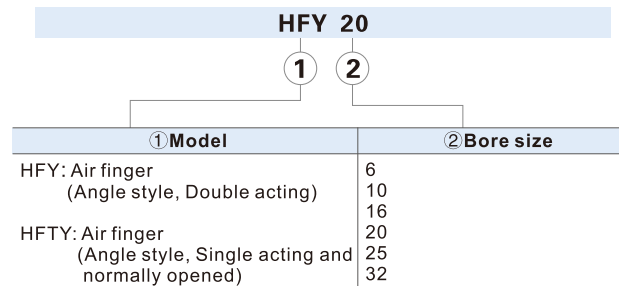 HFY 20
1 2
①Model ②Bore size
HFY: Air finger 6
(Angle style, Double acting) 10
16
HFTY: Air finger 20
(Angle style, Single acting and 25
normally opened) 32